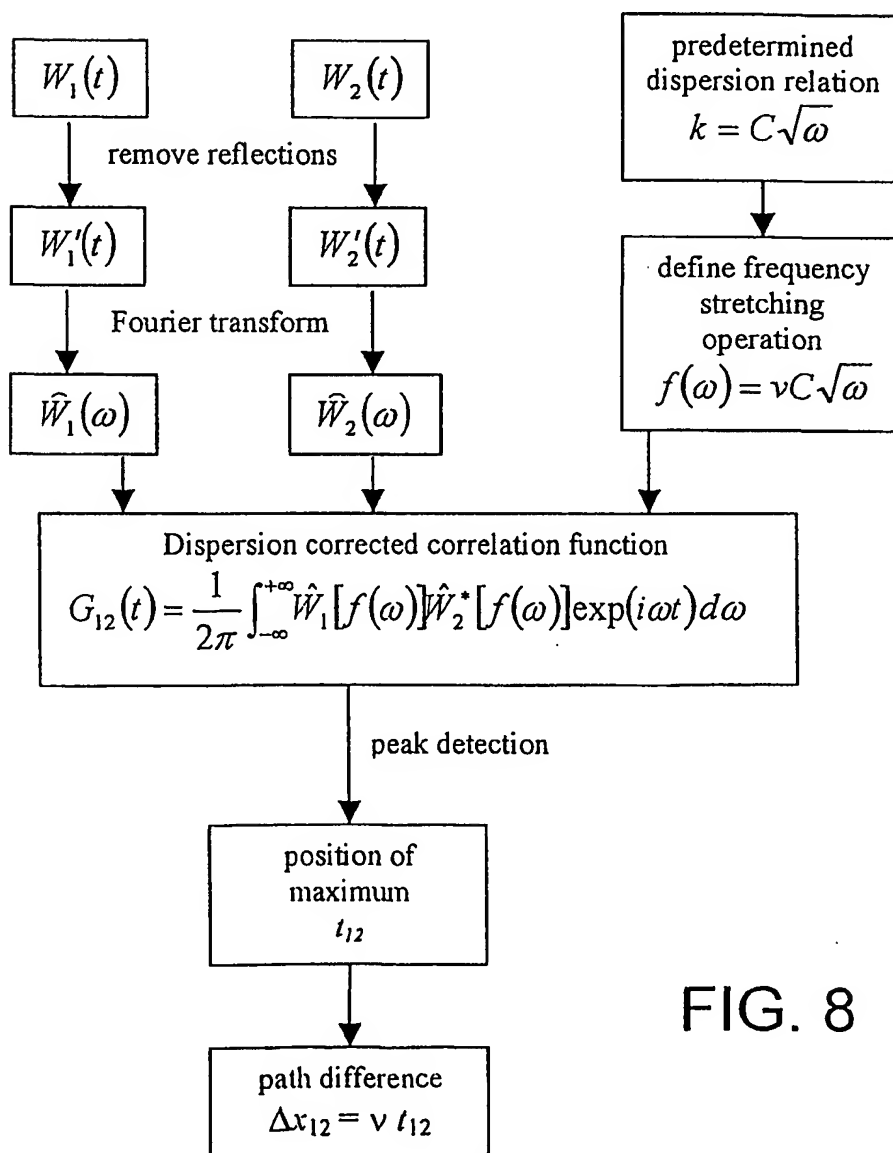 W₁(t)
W₂(t)
predetermined
dispersion relation
k = C√ω
remove reflections
W₁′(t)
W₂′(t)
define frequency
stretching
operation
f(ω) = νC√ω
Fourier transform
Ŵ₁(ω)
Ŵ₂(ω)
Dispersion corrected correlation function
G₁₂(t) = 1/2π ∫₋∞⁺∞ Ŵ₁[f(ω)]Ŵ₂*[f(ω)]exp(iωt)dω
peak detection
position of
maximum
t₁₂
path difference
Δx₁₂ = ν t₁₂
FIG. 8